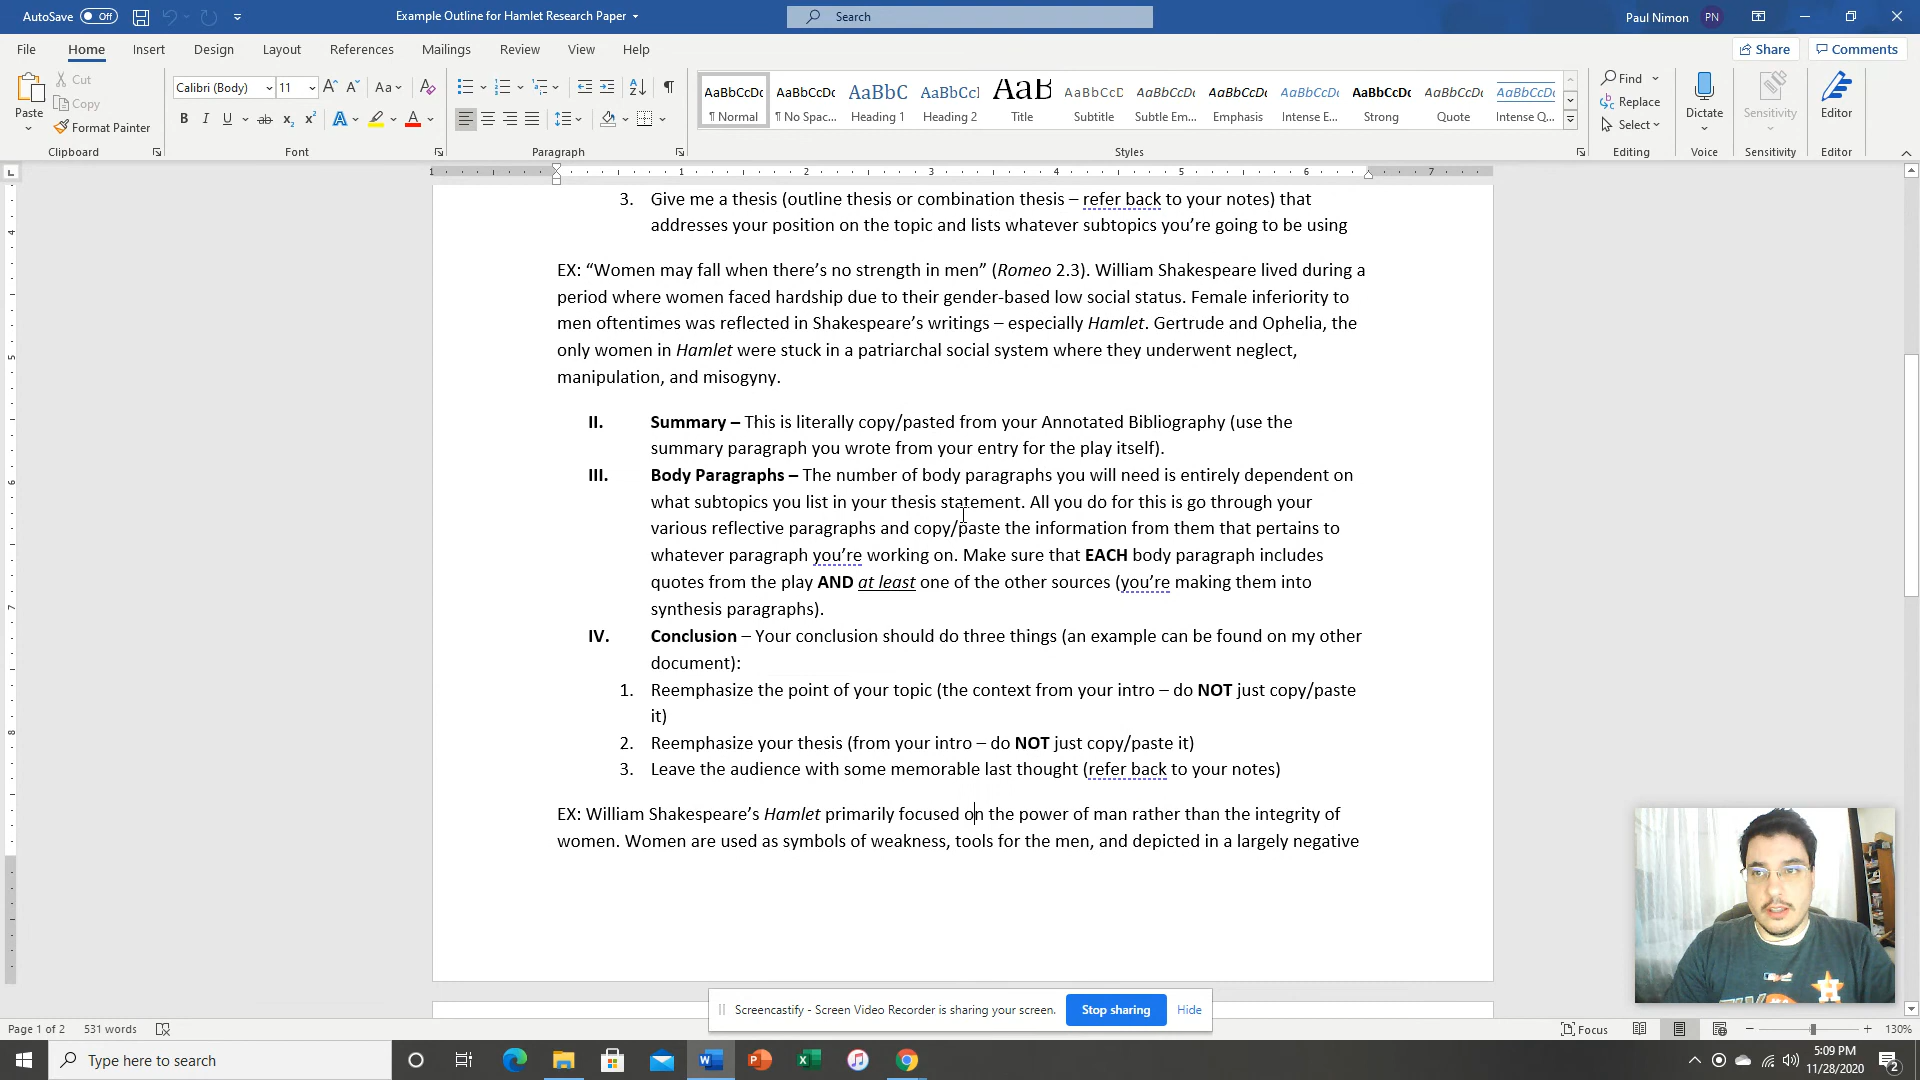 AutoSave Off
Example Outline for Hamlet Research Paper
Search
Paul Nimon PN
File Home Insert Design Layout References Mailings Review View Help
Share Comments
Paste
Cut
Copy
Format Painter
Clipboard
Calibri (Body) 11
Font
Paragraph
AaBbCcDc AaBbCcDc AaBbC AaBbCcI AaB AaBbCcD AaBbCcDc AaBbCcDc AaBbCcDc AaBbCcDc AaBbCcDc AaBbCcDc
¶ Normal ¶ No Spac... Heading 1 Heading 2 Title Subtitle Subtle Em... Emphasis Intense E... Strong Quote Intense Q...
Styles
Find
Replace
Select
Editing
Dictate
Voice
Sensitivity
Sensitivity
Editor
Editor
1 1 2 3 4 5 6 7
3. Give me a thesis (outline thesis or combination thesis – refer back to your notes) that
addresses your position on the topic and lists whatever subtopics you’re going to be using
EX: “Women may fall when there’s no strength in men” (Romeo 2.3). William Shakespeare lived during a
period where women faced hardship due to their gender-based low social status. Female inferiority to
men oftentimes was reflected in Shakespeare’s writings – especially Hamlet. Gertrude and Ophelia, the
only women in Hamlet were stuck in a patriarchal social system where they underwent neglect,
manipulation, and misogyny.
II. Summary – This is literally copy/pasted from your Annotated Bibliography (use the
summary paragraph you wrote from your entry for the play itself).
III. Body Paragraphs – The number of body paragraphs you will need is entirely dependent on
what subtopics you list in your thesis statement. All you do for this is go through your
various reflective paragraphs and copy/paste the information from them that pertains to
whatever paragraph you’re working on. Make sure that EACH body paragraph includes
quotes from the play AND at least one of the other sources (you’re making them into
synthesis paragraphs).
IV. Conclusion – Your conclusion should do three things (an example can be found on my other
document):
1. Reemphasize the point of your topic (the context from your intro – do NOT just copy/paste
it)
2. Reemphasize your thesis (from your intro – do NOT just copy/paste it)
3. Leave the audience with some memorable last thought (refer back to your notes)
EX: William Shakespeare’s Hamlet primarily focused on the power of man rather than the integrity of
women. Women are used as symbols of weakness, tools for the men, and depicted in a largely negative
Screencastify - Screen Video Recorder is sharing your screen. Stop sharing Hide
Page 1 of 2 531 words
Focus
130%
Type here to search
5:09 PM
11/28/2020
2